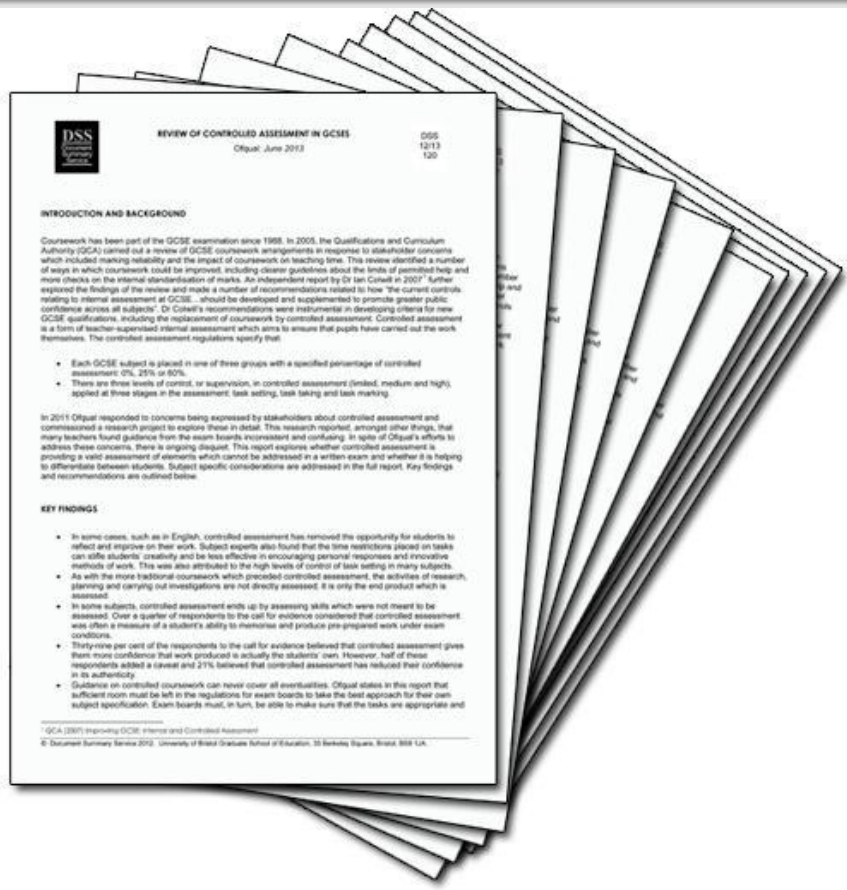 DSS
Document
Summary
Service
REVIEW OF CONTROLLED ASSESSMENT IN GCSES
Ofqual: June 2013
DSS
12/13
120
INTRODUCTION AND BACKGROUND
Coursework has been part of the GCSE examination since 1988. In 2005, the Qualifications and Curriculum
Authority (QCA) carried out a review of GCSE coursework arrangements in response to stakeholder concerns
which included marking reliability and the impact of coursework on teaching time. This review identified a number
of ways in which coursework could be improved, including clearer guidelines about the limits of permitted help and
more checks on the internal standardisation of marks. An independent report by Dr Ian Colwill in 2007¹ further
explored the findings of the review and made a number of recommendations related to how "the current controls
relating to internal assessment at GCSE…should be developed and supplemented to promote greater public
confidence across all subjects". Dr Colwill's recommendations were instrumental in developing criteria for new
GCSE qualifications, including the replacement of coursework by controlled assessment. Controlled assessment
is a form of teacher-supervised internal assessment which aims to ensure that pupils have carried out the work
themselves. The controlled assessment regulations specify that:
• Each GCSE subject is placed in one of three groups with a specified percentage of controlled
assessment: 0%, 25% or 60%.
• There are three levels of control, or supervision, in controlled assessment (limited, medium and high),
applied at three stages in the assessment: task setting, task taking and task marking.
In 2011 Ofqual responded to concerns being expressed by stakeholders about controlled assessment and
commissioned a research project to explore these in detail. This research reported, amongst other things, that
many teachers found guidance from the exam boards inconsistent and confusing. In spite of Ofqual's efforts to
address these concerns, there is ongoing disquiet. This report explores whether controlled assessment is
providing a valid assessment of elements which cannot be addressed in a written exam and whether it is helping
to differentiate between students. Subject specific considerations are addressed in the full report. Key findings
and recommendations are outlined below.
KEY FINDINGS
• In some cases, such as in English, controlled assessment has removed the opportunity for students to
reflect and improve on their work. Subject experts also found that the time restrictions placed on tasks
can stifle students' creativity and be less effective in encouraging personal responses and innovative
methods of work. This was also attributed to the high levels of control of task setting in many subjects.
• As with the more traditional coursework which preceded controlled assessment, the activities of research,
planning and carrying out investigations are not directly assessed. It is only the end product which is
assessed.
• In some subjects, controlled assessment ends up by assessing skills which were not meant to be
assessed. Over a quarter of respondents to the call for evidence considered that controlled assessment
was often a measure of a student's ability to memorise and produce pre-prepared work under exam
conditions.
• Thirty-nine per cent of the respondents to the call for evidence believed that controlled assessment gives
them more confidence that work produced is actually the students' own. However, half of these
respondents added a caveat and 21% believed that controlled assessment has reduced their confidence
in its authenticity.
• Guidance on controlled coursework can never cover all eventualities. Ofqual states in this report that
sufficient room must be left in the regulations for exam boards to take the best approach for their own
subject specification. Exam boards must, in turn, be able to make sure that the tasks are appropriate and
¹ QCA (2007) Improving GCSE: Internal and Controlled Assessment
© Document Summary Service 2012. University of Bristol Graduate School of Education, 35 Berkeley Square, Bristol, BS8 1JA.